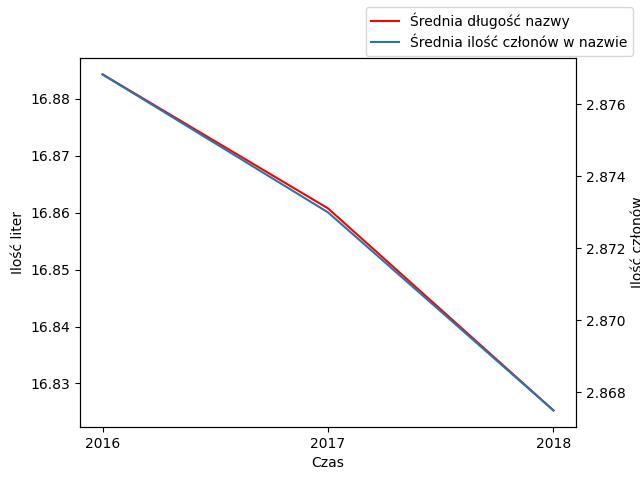 Średnia długość nazwy
Średnia ilość członów w nazwie
16.88
16.87
16.86
16.85
16.84
16.83
Ilość liter
2.876
2.874
2.872
2.870
2.868
Ilość członów
2016
2017
2018
Czas